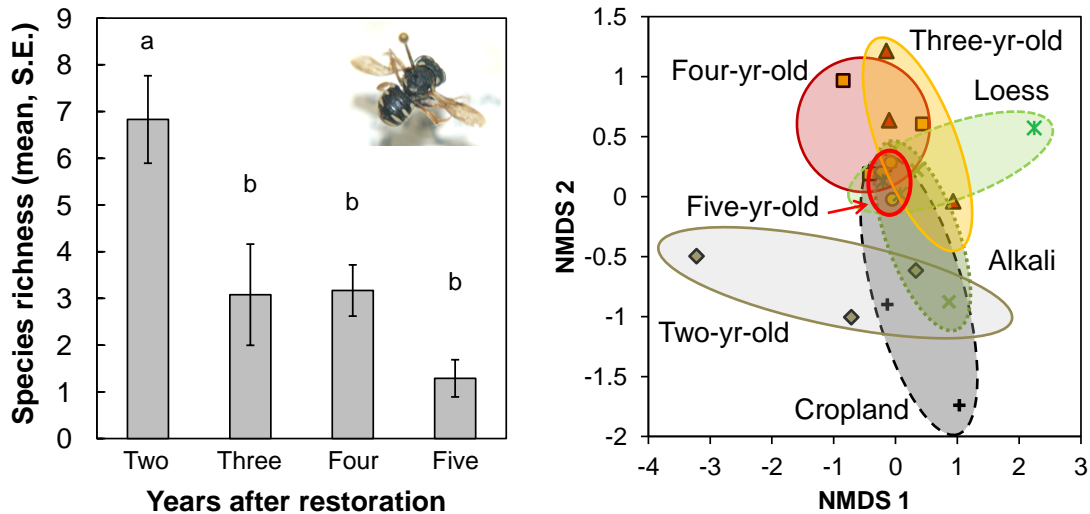 Species richness (mean, S.E.)
9
8
7
6
5
4
3
2
1
0
a
b
b
b
Two Three Four Five
Years after restoration
NMDS 2
1.5
1
0.5
0
-0.5
-1
-1.5
-2
Three-yr-old
Four-yr-old
Loess
Five-yr-old
Alkali
Two-yr-old
Cropland
-4 -3 -2 -1 0 1 2 3
NMDS 1